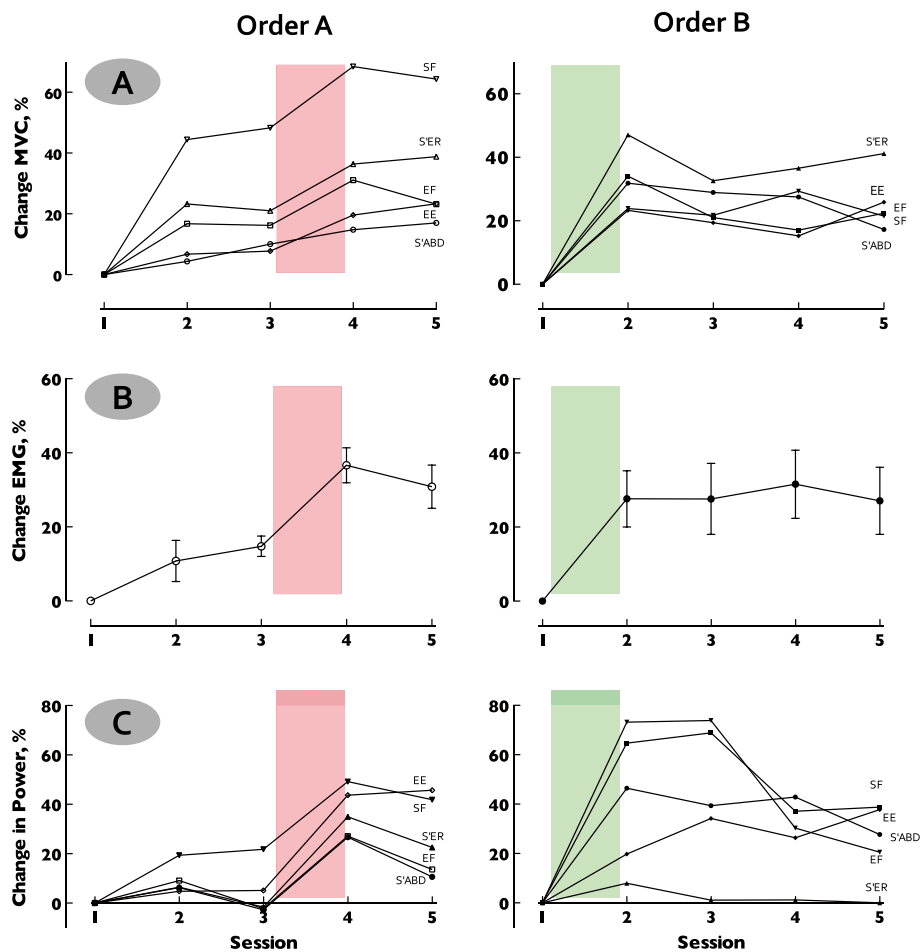 Order A
Order B
A
Change MVC, %
60
40
20
0
SF
S'ER
EF
EE
S'ABD
1 2 3 4 5
60
40
20
0
S'ER
EE
EF
SF
S'ABD
1 2 3 4 5
B
Change EMG, %
60
40
20
0
1 2 3 4 5
60
40
20
0
1 2 3 4 5
C
Change in Power, %
80
60
40
20
0
EE
SF
S'ER
EF
S'ABD
1 2 3 4 5
Session
80
60
40
20
0
SF
EE
S'ABD
EF
S'ER
1 2 3 4 5
Session